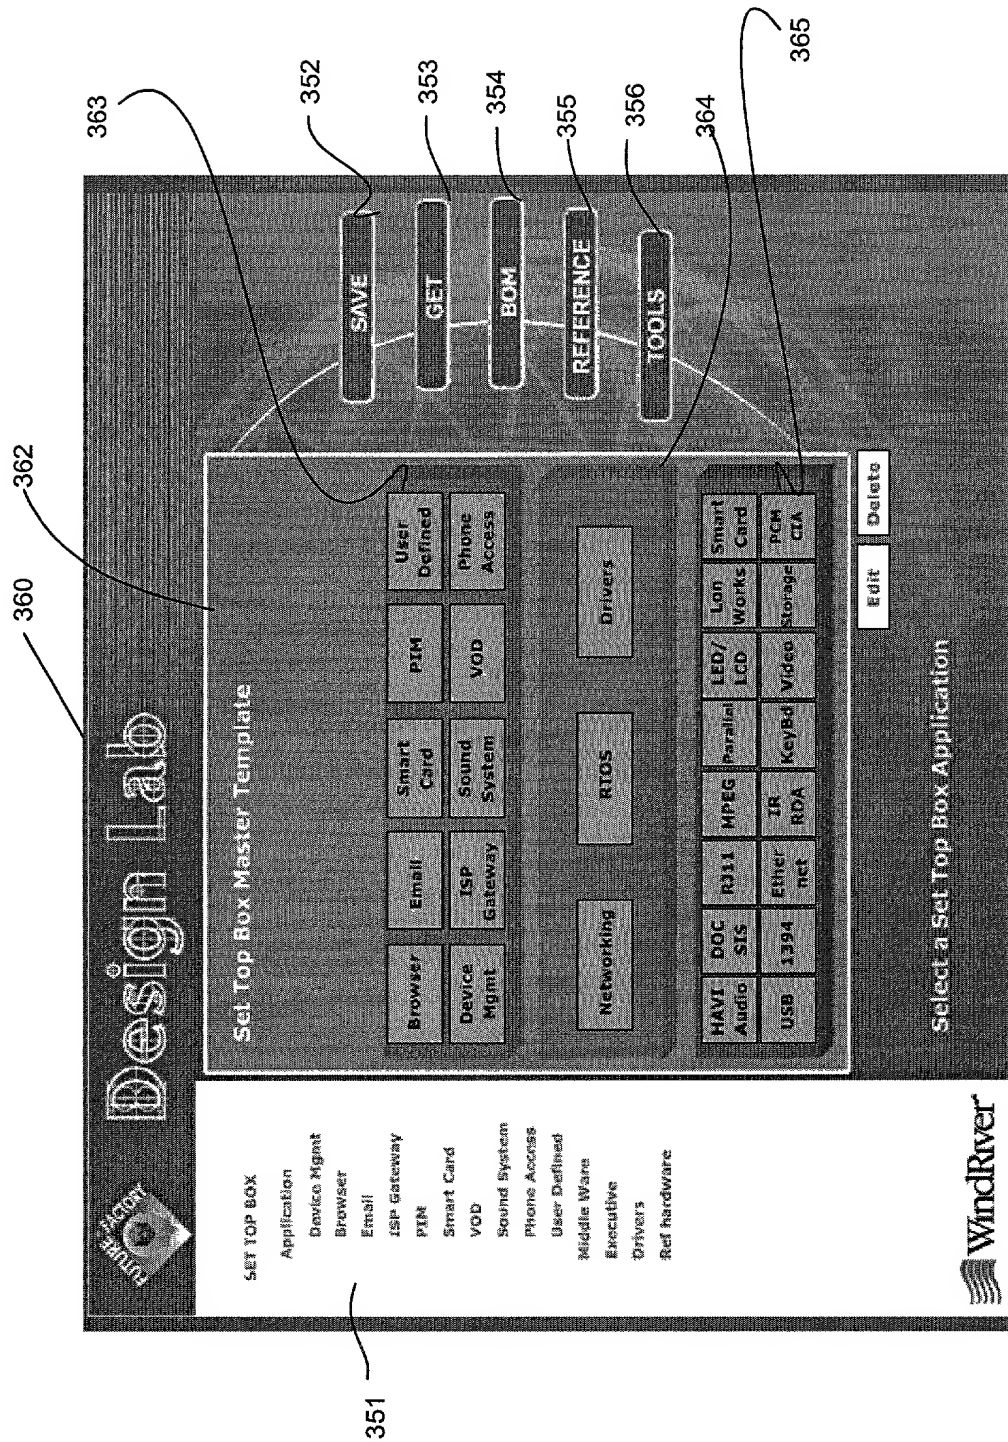 360
362
363
352
353
354
355
356
364
365
351
FUTURE FACTORY
Design Lab
SET TOP BOX
Application
Device Mgmt
Browser
Email
ISP Gateway
PIM
Smart Card
VOD
Sound System
Phone Access
User Defined
Middle Ware
Executive
Drivers
Ref hardware
WindRiver
Set Top Box Master Template
Browser Email Smart Card PIM User Defined
Device Mgmt ISP Gateway Sound System VOD Phone Access
Networking RTOS Drivers
HAVI Audio DOC SIS RJ11 MPEG Parallal LED/LCD Lon Works Smart Card
USB 1394 Ether net IR RDA KeyBd Video Storage PCM CIA
Edit Delete
Select a Set Top Box Application
SAVE
GET
BOM
REFERENCE
TOOLS